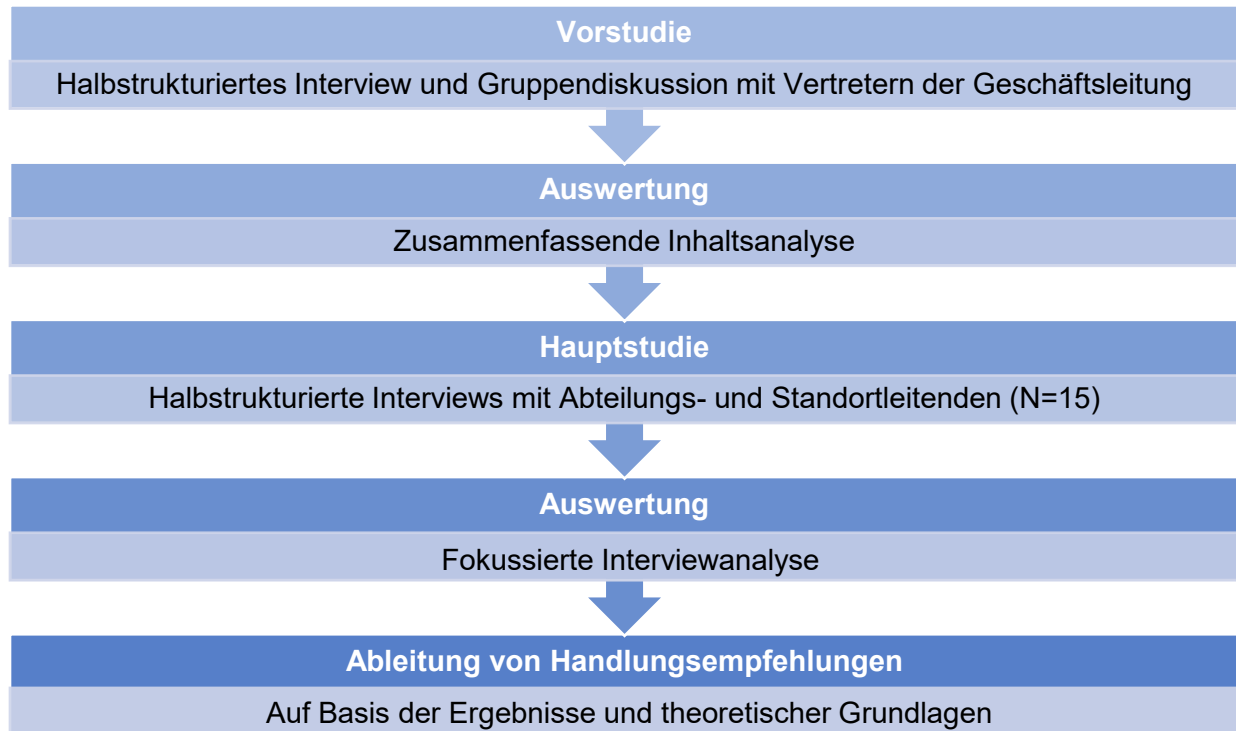 Vorstudie
Halbstrukturiertes Interview und Gruppendiskussion mit Vertretern der Geschäftsleitung
Auswertung
Zusammenfassende Inhaltsanalyse
Hauptstudie
Halbstrukturierte Interviews mit Abteilungs- und Standortleitenden (N=15)
Auswertung
Fokussierte Interviewanalyse
Ableitung von Handlungsempfehlungen
Auf Basis der Ergebnisse und theoretischer Grundlagen